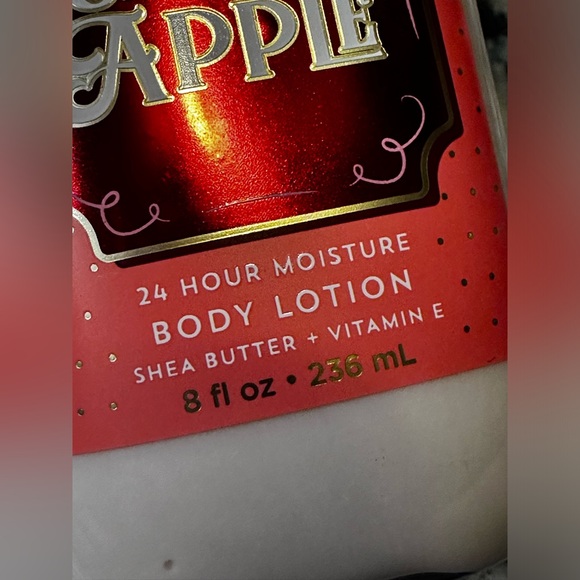 APPLE
24 HOUR MOISTURE
BODY LOTION
SHEA BUTTER + VITAMIN E
8 fl oz • 236 mL